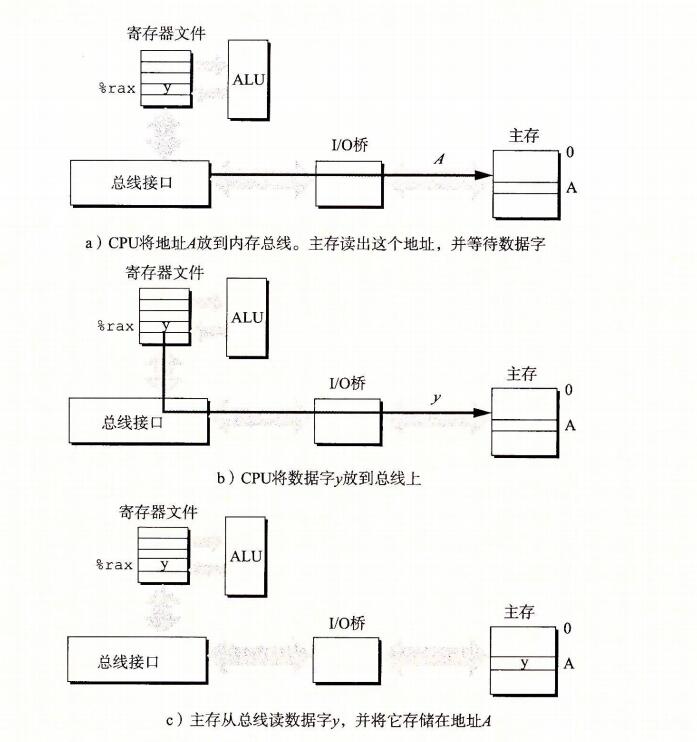 寄存器文件
ALU
%rax
y
I/O桥
A
主存
0
总线接口
A
a）CPU将地址A放到内存总线。主存读出这个地址，并等待数据字
寄存器文件
ALU
%rax
y
I/O桥
y
主存
0
总线接口
A
b）CPU将数据字y放到总线上
寄存器文件
ALU
%rax
y
I/O桥
主存
0
总线接口
y
A
c）主存从总线读数据字y，并将它存储在地址A